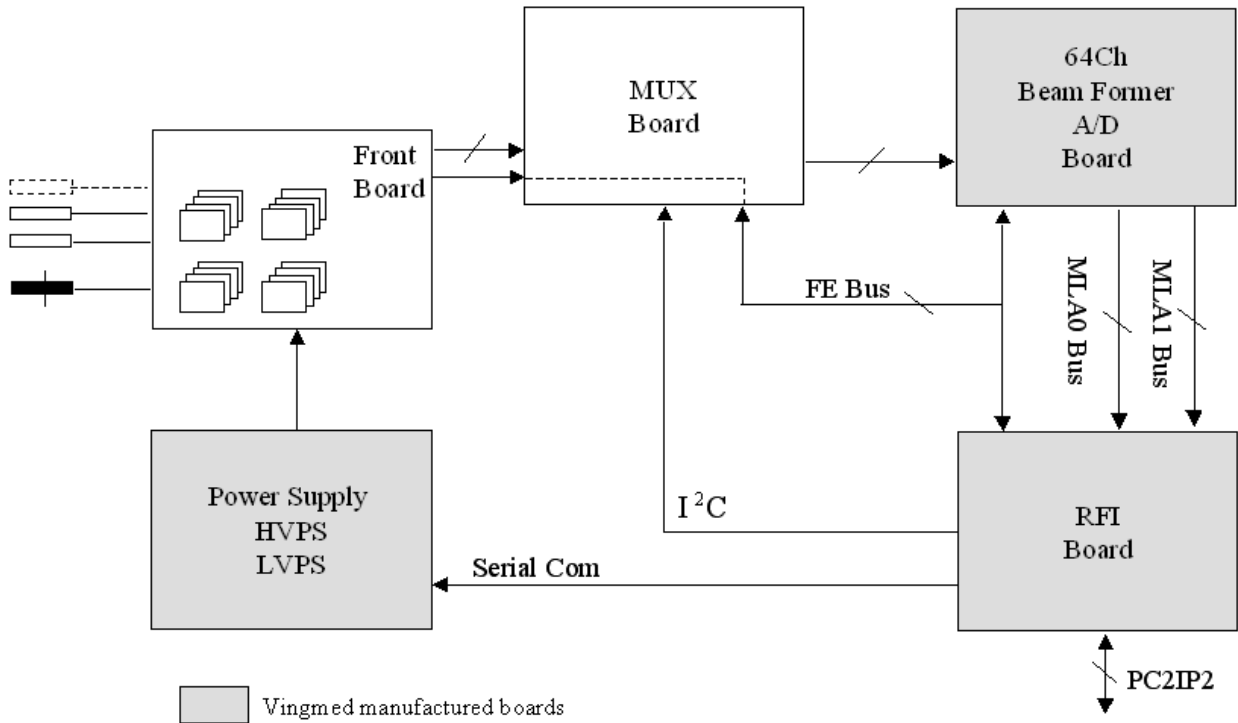 MUX
Board
64Ch
Beam Former
A/D
Board
Front
Board
FE Bus
MLA0 Bus
MLA1 Bus
Power Supply
HVPS
LVPS
I²C
Serial Com
RFI
Board
PC2IP2
Vingmed manufactured boards